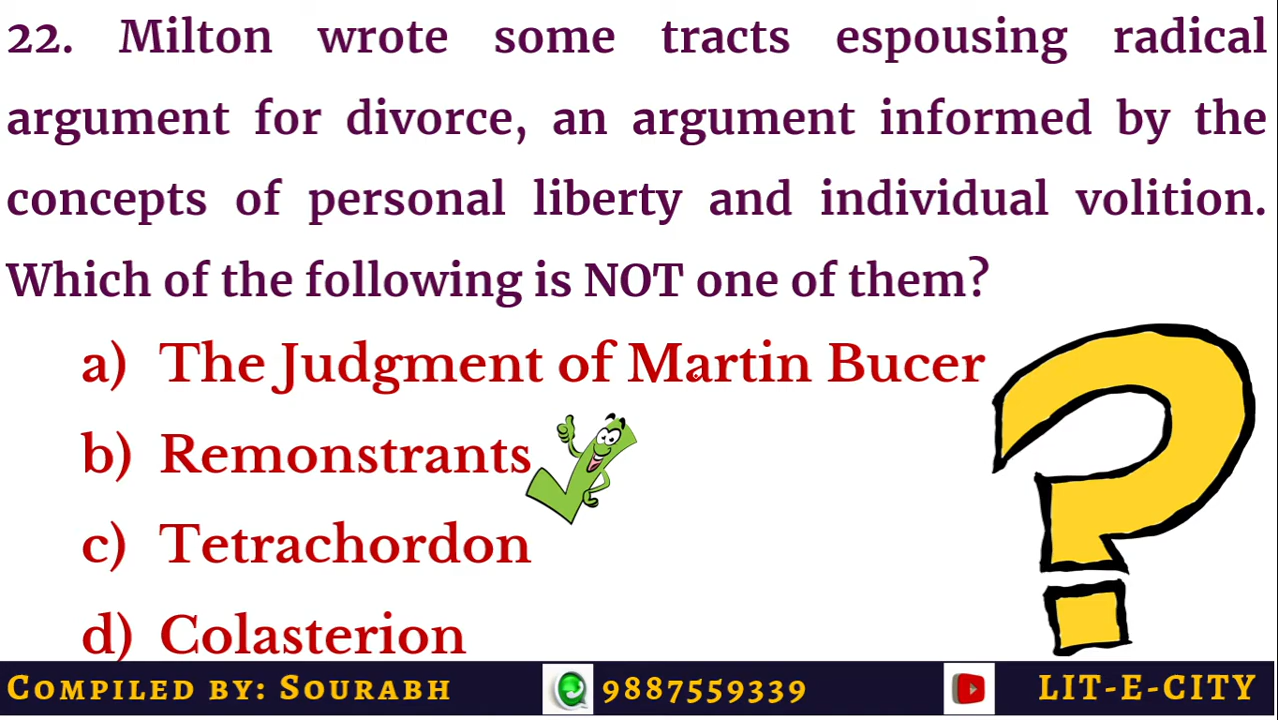 22. Milton wrote some tracts espousing radical
argument for divorce, an argument informed by the
concepts of personal liberty and individual volition.
Which of the following is NOT one of them?
a) The Judgment of Martin Bucer
b) Remonstrants
c) Tetrachordon
d) Colasterion
COMPILED BY: SOURABH 9887559339 LIT-E-CITY